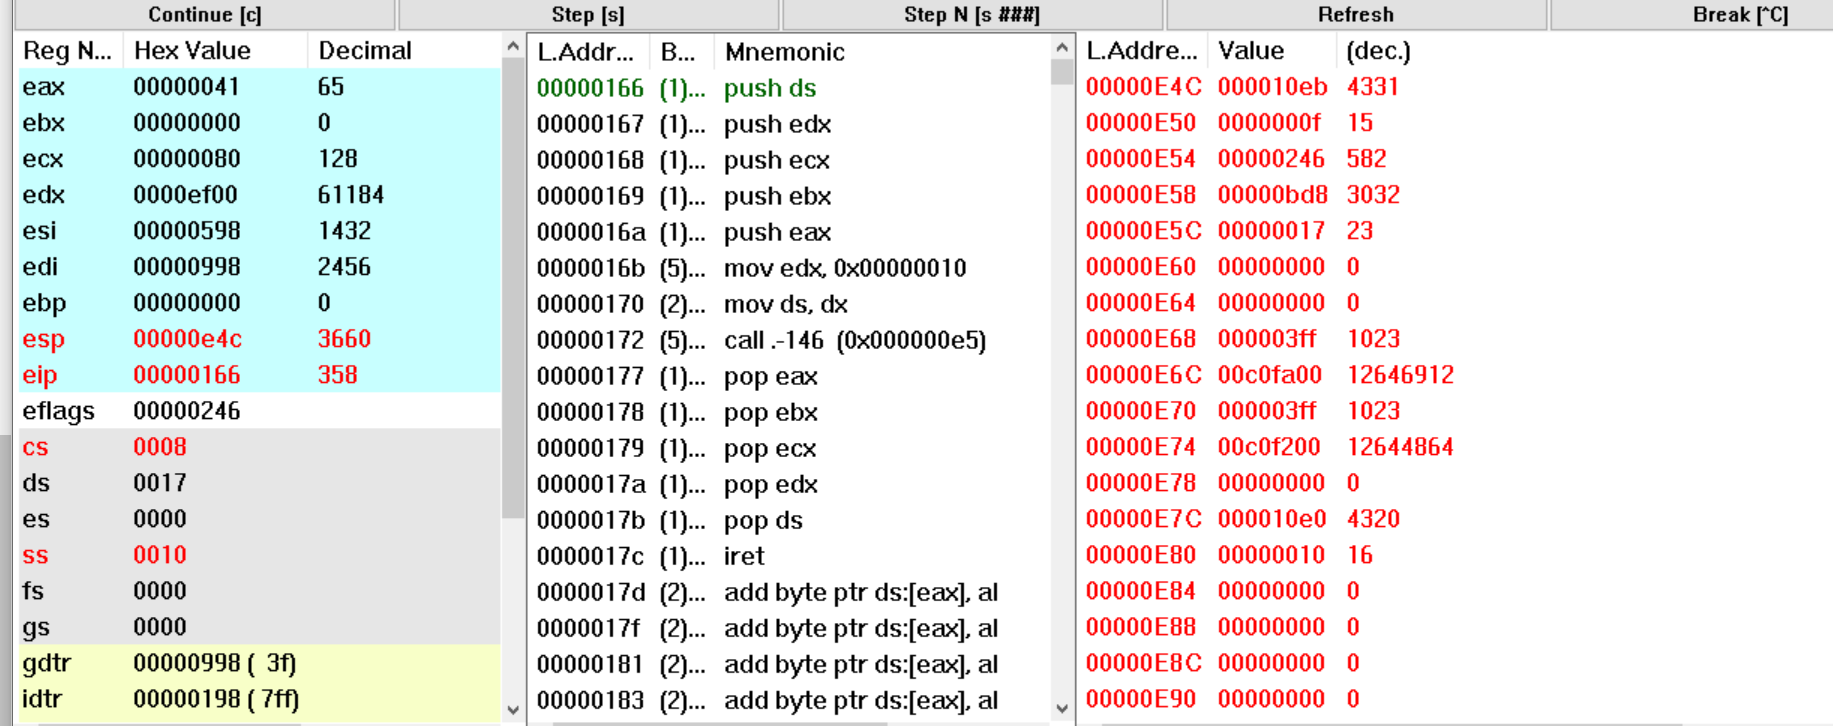 Continue [c] Step [s] Step N [s ###] Refresh Break [^C]
Reg N... Hex Value Decimal L.Addr... B... Mnemonic L.Addre... Value (dec.)
eax 00000041 65 00000166 (1)... push ds 00000E4C 000010eb 4331
ebx 00000000 0 00000167 (1)... push edx 00000E50 0000000f 15
ecx 00000080 128 00000168 (1)... push ecx 00000E54 00000246 582
edx 0000ef00 61184 00000169 (1)... push ebx 00000E58 00000bd8 3032
esi 00000598 1432 0000016a (1)... push eax 00000E5C 00000017 23
edi 00000998 2456 0000016b (5)... mov edx, 0x00000010 00000E60 00000000 0
ebp 00000000 0 00000170 (2)... mov ds, dx 00000E64 00000000 0
esp 00000e4c 3660 00000172 (5)... call .-146 (0x000000e5) 00000E68 000003ff 1023
eip 00000166 358 00000177 (1)... pop eax 00000E6C 00c0fa00 12646912
eflags 00000246 00000178 (1)... pop ebx 00000E70 000003ff 1023
cs 0008 00000179 (1)... pop ecx 00000E74 00c0f200 12644864
ds 0017 0000017a (1)... pop edx 00000E78 00000000 0
es 0000 0000017b (1)... pop ds 00000E7C 000010e0 4320
ss 0010 0000017c (1)... iret 00000E80 00000010 16
fs 0000 0000017d (2)... add byte ptr ds:[eax], al 00000E84 00000000 0
gs 0000 0000017f (2)... add byte ptr ds:[eax], al 00000E88 00000000 0
gdtr 00000998 ( 3f) 00000181 (2)... add byte ptr ds:[eax], al 00000E8C 00000000 0
idtr 00000198 ( 7ff) 00000183 (2)... add byte ptr ds:[eax], al 00000E90 00000000 0